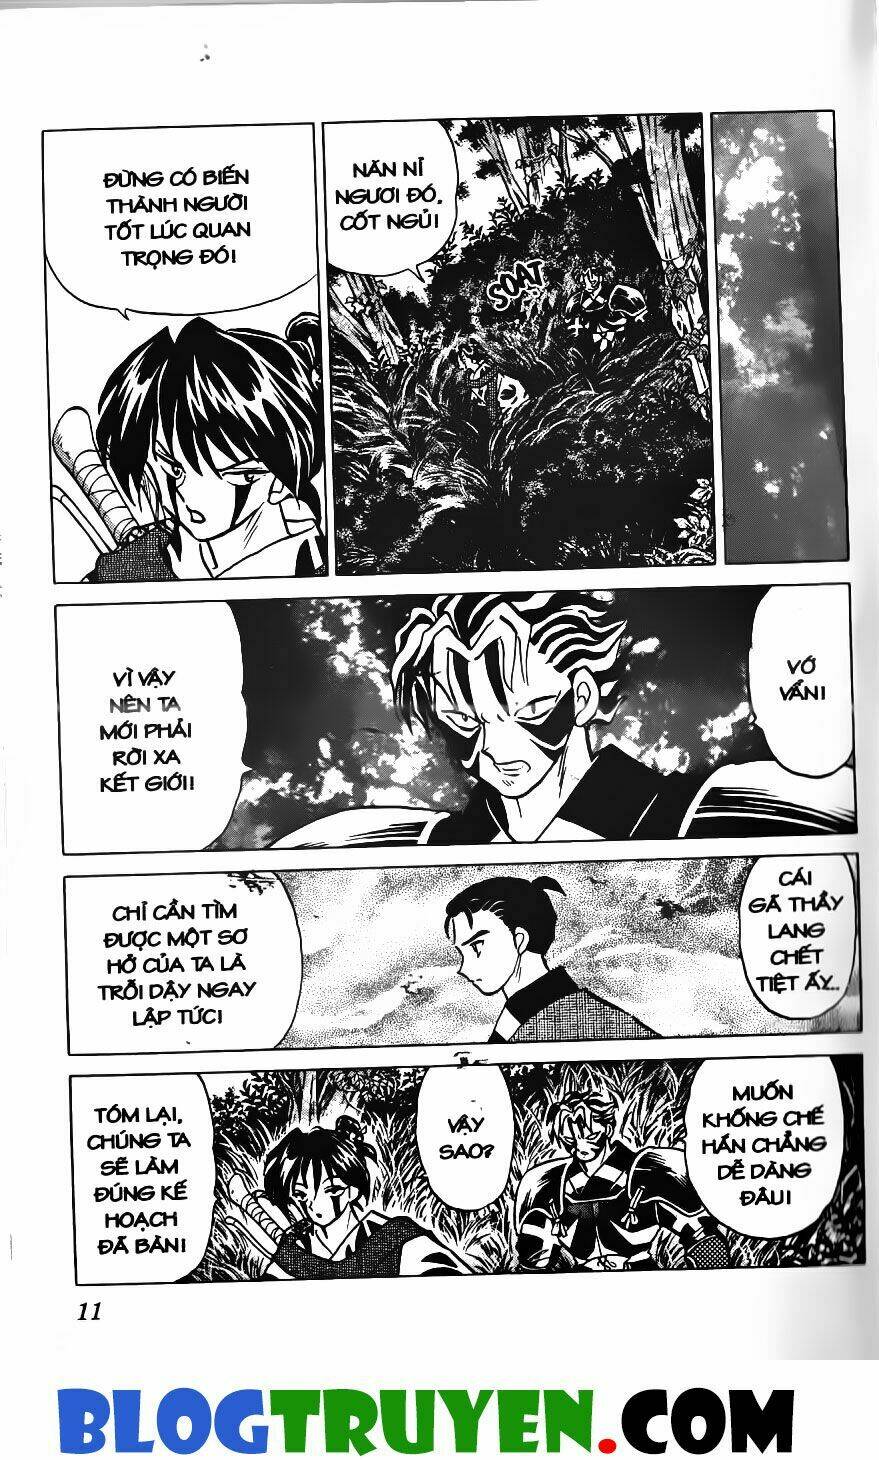 NĂN NỈ
NGƯƠI ĐÓ,
CỐT NGỦ!
SOẠT
ĐỪNG CÓ BIẾN
THÀNH NGƯỜI
TỐT LÚC QUAN
TRỌNG ĐÓ!
VỚ
VẨN!
VÌ VẬY
NÊN TA
MỚI PHẢI
RỜI XA
KẾT GIỚI!
CÁI
GÃ THẦY
LANG
CHẾT
TIỆT ẤY..
CHỈ CẦN TÌM
ĐƯỢC MỘT SƠ
HỞ CỦA TA LÀ
TRỖI DẬY NGAY
LẬP TỨC!
MUỐN
KHỐNG CHẾ
HẮN CHẲNG
DỄ DÀNG
ĐÂU!
VẬY
SAO?
TÓM LẠI,
CHÚNG TA
SẼ LÀM
ĐÚNG KẾ
HOẠCH
ĐÃ BÀN!
11
BLOGTRUYEN.COM